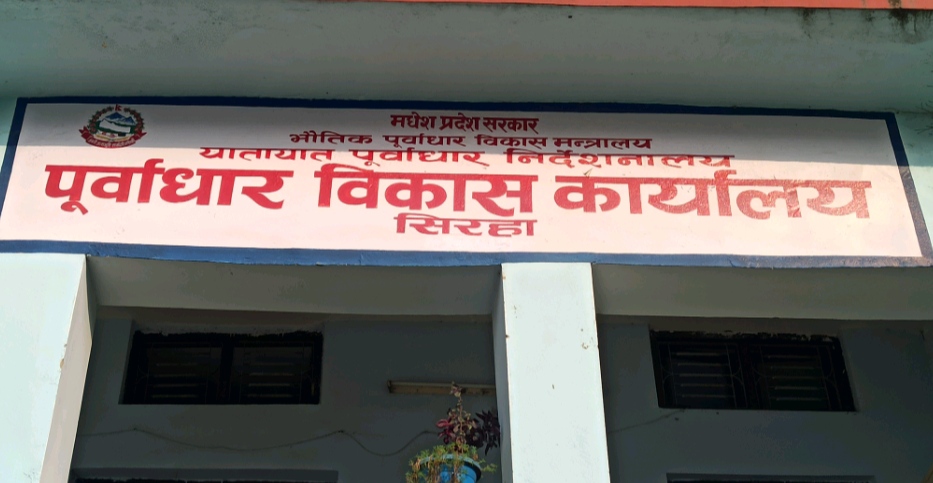 मधेश प्रदेश सरकार
भौतिक पूर्वाधार विकास मन्त्रालय
यातायात पूर्वाधार निर्देशनालय
पूर्वाधार विकास कार्यालय
सिरहा